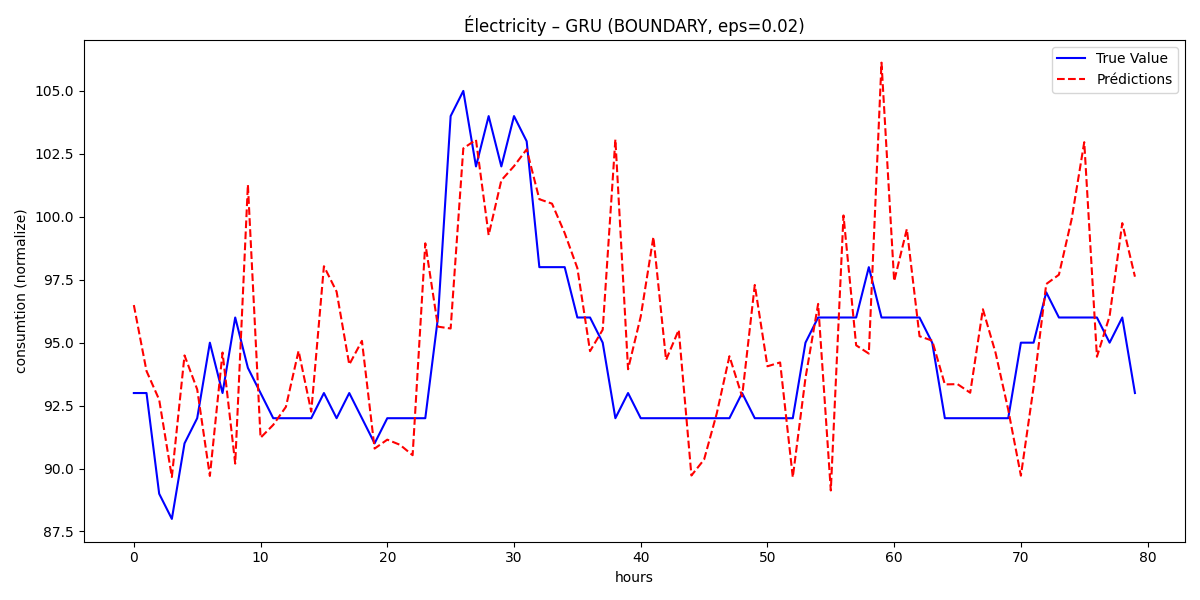 Électricity – GRU (BOUNDARY, eps=0.02)
True Value
Prédictions
consumtion (normalize)
105.0
102.5
100.0
97.5
95.0
92.5
90.0
87.5
0 10 20 30 40 50 60 70 80
hours